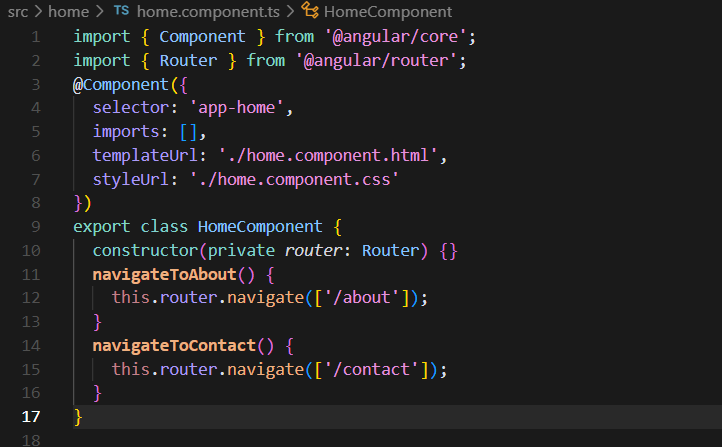 src > home > TS home.component.ts > HomeComponent
1 import { Component } from '@angular/core';
2 import { Router } from '@angular/router';
3 @Component({
4   selector: 'app-home',
5   imports: [],
6   templateUrl: './home.component.html',
7   styleUrl: './home.component.css'
8 })
9 export class HomeComponent {
10   constructor(private router: Router) {}
11   navigateToAbout() {
12     this.router.navigate(['/about']);
13   }
14   navigateToContact() {
15     this.router.navigate(['/contact']);
16   }
17 }
18